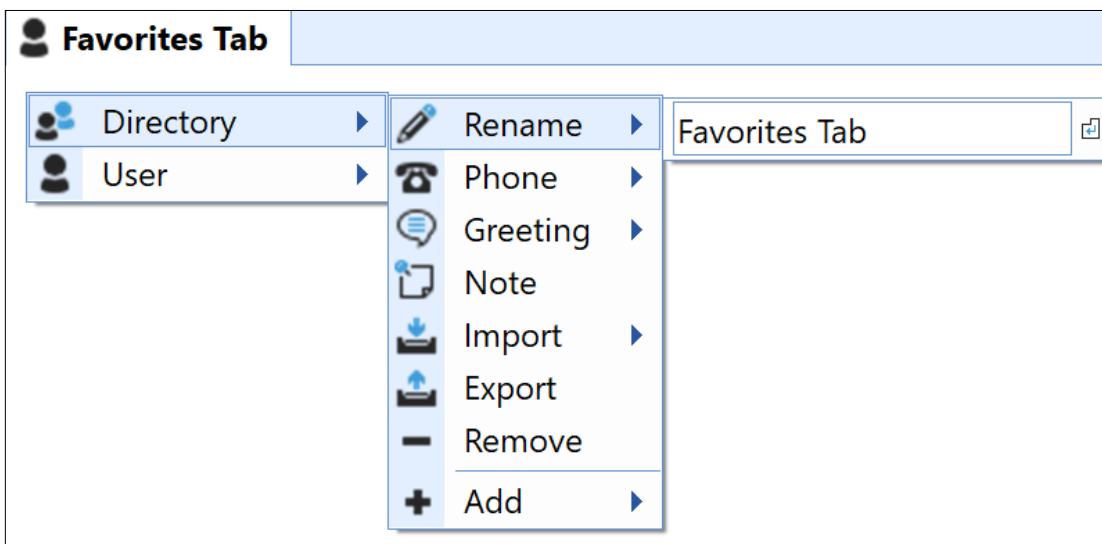 Favorites Tab
Directory
User
Rename
Phone
Greeting
Note
Import
Export
Remove
Add
Favorites Tab